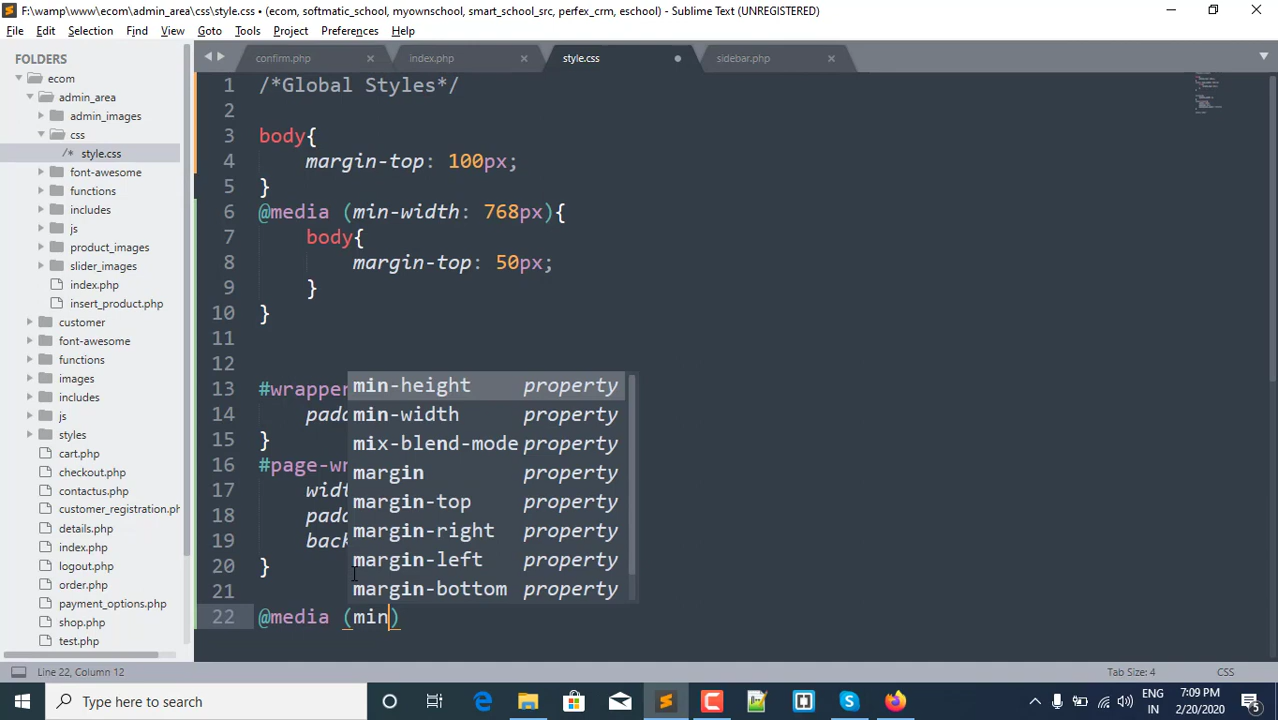 F:\wamp\www\ecom\admin_area\css\style.css • (ecom, softmatic_school, myownschool, smart_school_src, perfex_crm, eschool) - Sublime Text (UNREGISTERED)
File Edit Selection Find View Goto Tools Project Preferences Help
FOLDERS
ecom
admin_area
admin_images
css
/* style.css
font-awesome
functions
includes
js
product_images
slider_images
index.php
insert_product.php
customer
font-awesome
functions
images
includes
js
styles
cart.php
checkout.php
contactus.php
customer_registration.ph
details.php
index.php
logout.php
order.php
payment_options.php
shop.php
test.php
confirm.php index.php style.css sidebar.php
1 /*Global Styles*/
2
3 body{
4 margin-top: 100px;
5 }
6 @media (min-width: 768px){
7 body{
8 margin-top: 50px;
9 }
10 }
11
12
13 #wrapper
14 padd
15 }
16 #page-wr
17 widt
18 padd
19 back
20 }
21
22 @media (min)
min-height property
min-width property
mix-blend-mode property
margin property
margin-top property
margin-right property
margin-left property
margin-bottom property
Line 22, Column 12 Tab Size: 4 CSS
Type here to search
ENG
IN
7:09 PM
2/20/2020
5